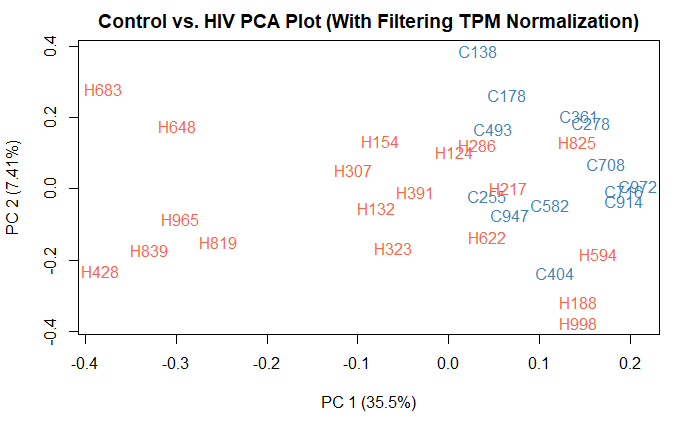 Control vs. HIV PCA Plot (With Filtering TPM Normalization)
PC 2 (7.41%)
0.4
0.2
0.0
-0.2
-0.4
C138
H683
C178
H648
C361
C278
C493
H154
H286
H825
H124
C708
H307
H391
H217
C972
C716
C255
C914
H132
C582
C947
H965
H819
H622
H839
H323
H594
H428
C404
H188
H998
-0.4
-0.3
-0.2
-0.1
0.0
0.1
0.2
PC 1 (35.5%)